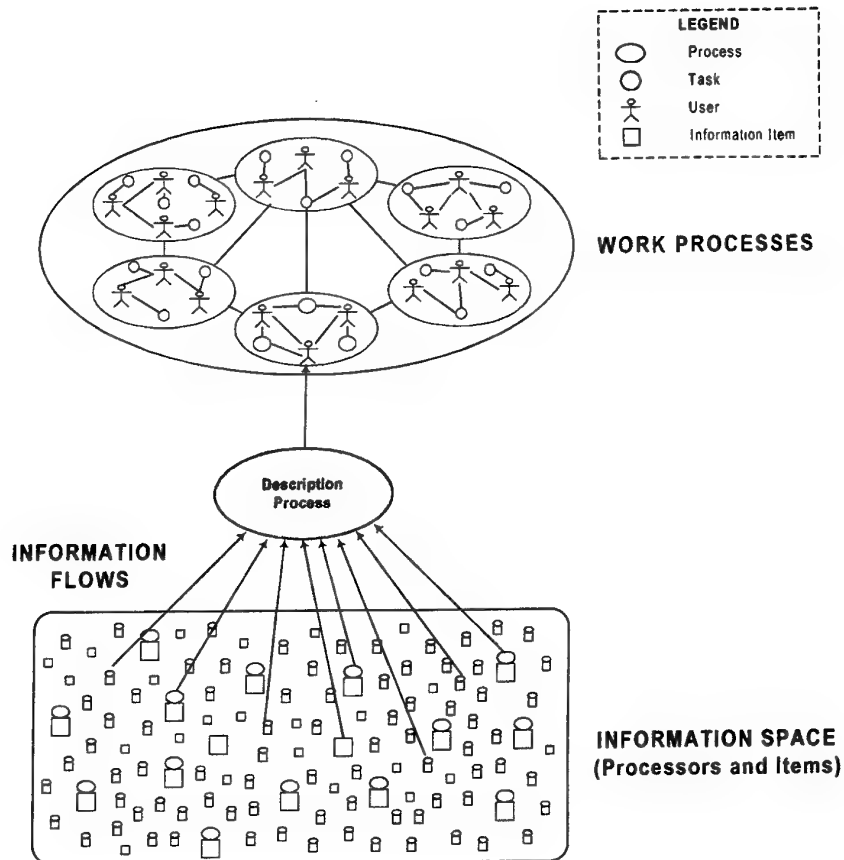 LEGEND
Process
Task
User
Information Item
WORK PROCESSES
Description
Process
INFORMATION
FLOWS
INFORMATION SPACE
(Processors and Items)